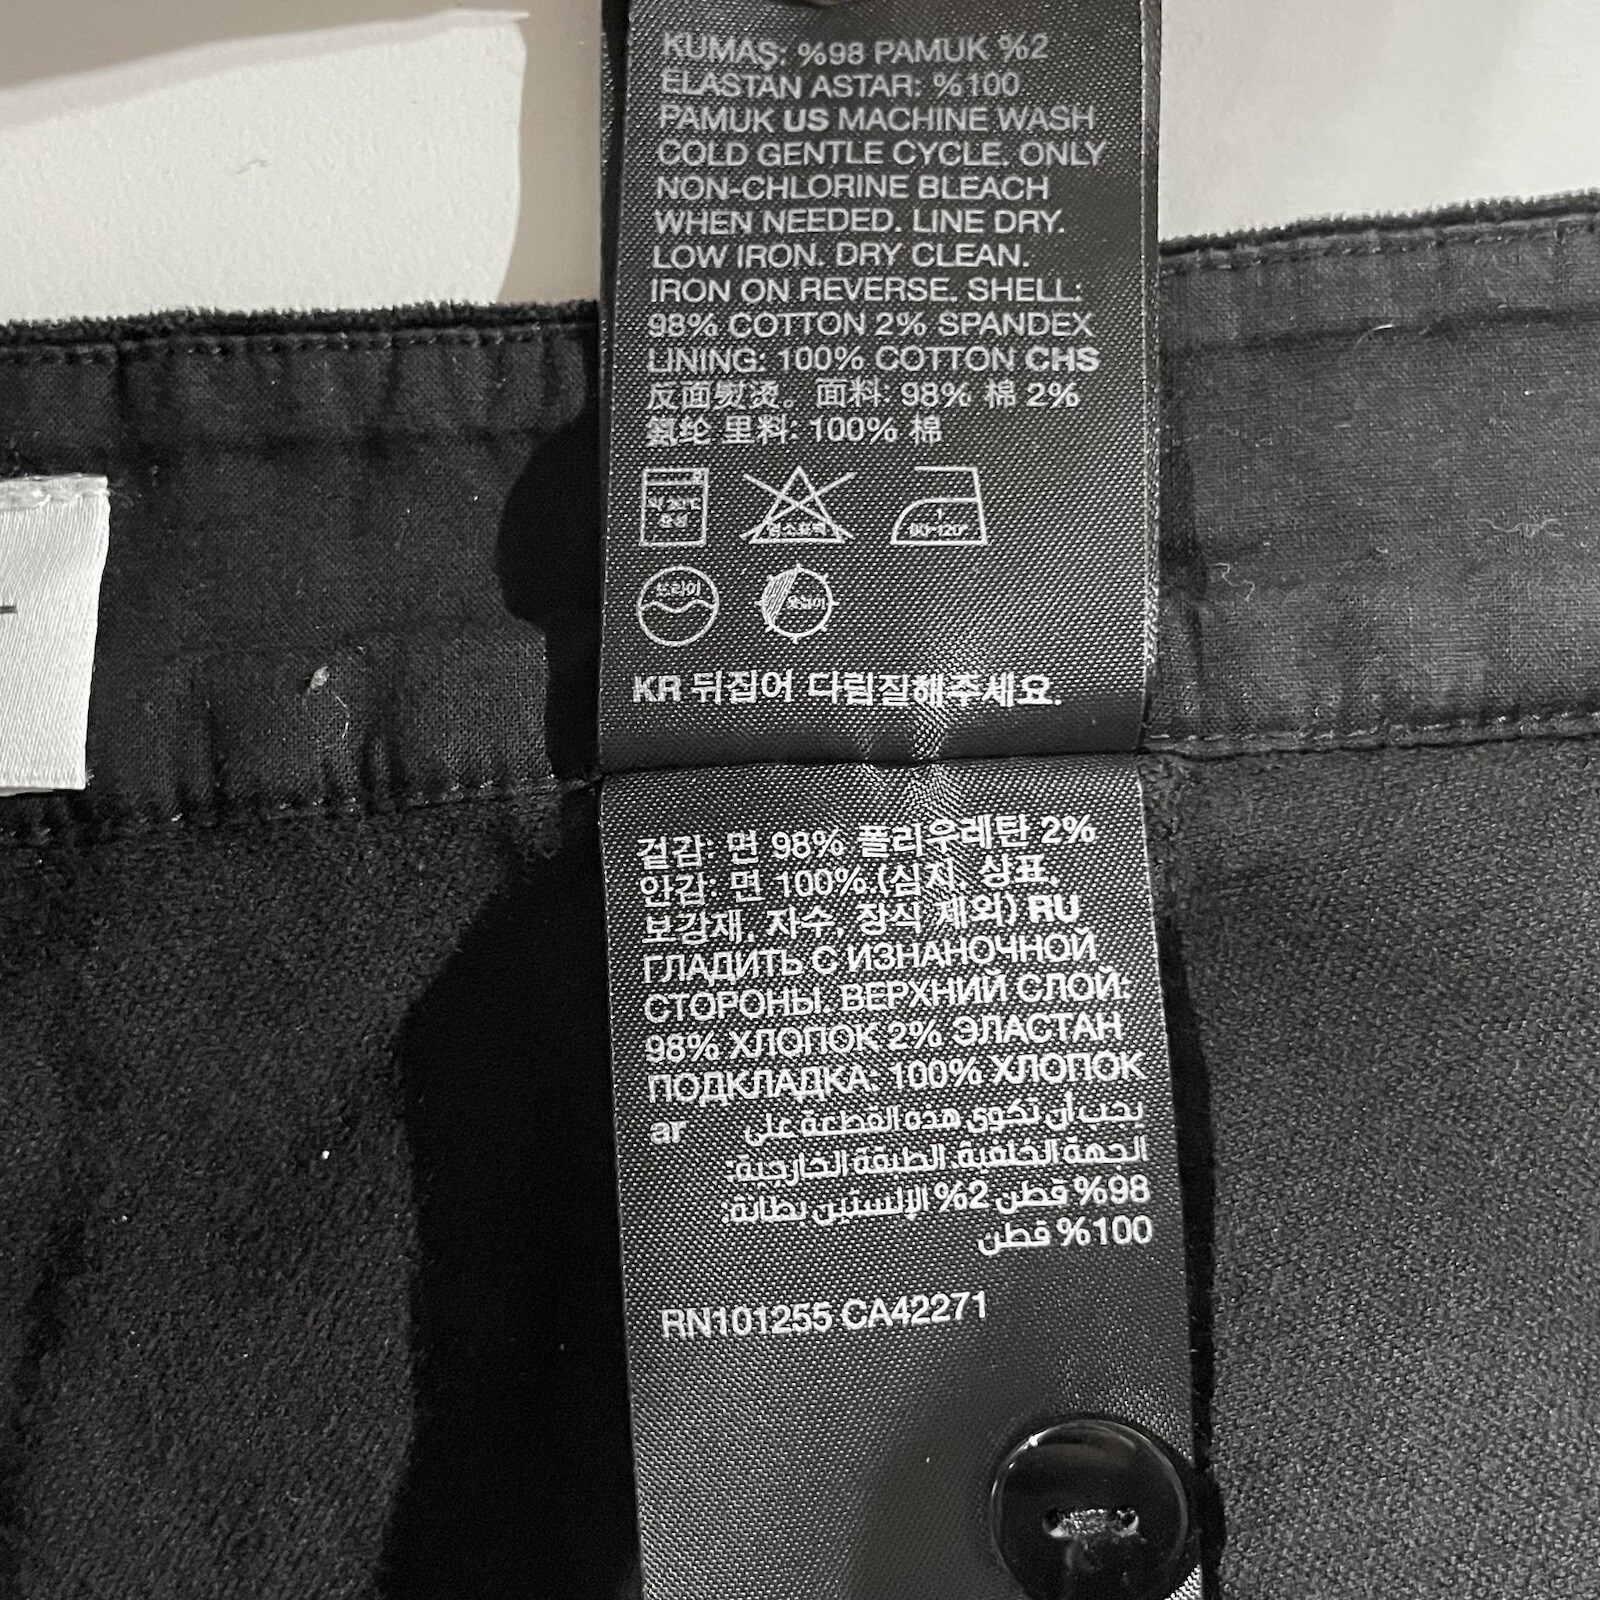 KUMAŞ: %98 PAMUK %2
ELASTAN ASTAR: %100
PAMUK US MACHINE WASH
COLD GENTLE CYCLE. ONLY
NON-CHLORINE BLEACH
WHEN NEEDED. LINE DRY.
LOW IRON. DRY CLEAN.
IRON ON REVERSE. SHELL:
98% COTTON 2% SPANDEX
LINING: 100% COTTON CHS
反面熨烫。面料: 98% 棉 2%
氨纶 里料: 100% 棉
드라이
KR 뒤집어 다림질해주세요.
겉감: 면 98% 폴리우레탄 2%
안감: 면 100%.(심지, 상표,
보강재, 자수, 장식 제외) RU
ГЛАДИТЬ С ИЗНАНОЧНОЙ
СТОРОНЫ. ВЕРХНИЙ СЛОЙ:
98% ХЛОПОК 2% ЭЛАСТАН
ПОДКЛАДКА: 100% ХЛОПОК
ar يجب أن تكوى هذه القطعة على
الجهة الخلفية. الطبقة الخارجية:
%98 قطن 2% الإلستين بطانة:
%100 قطن
RN101255 CA42271